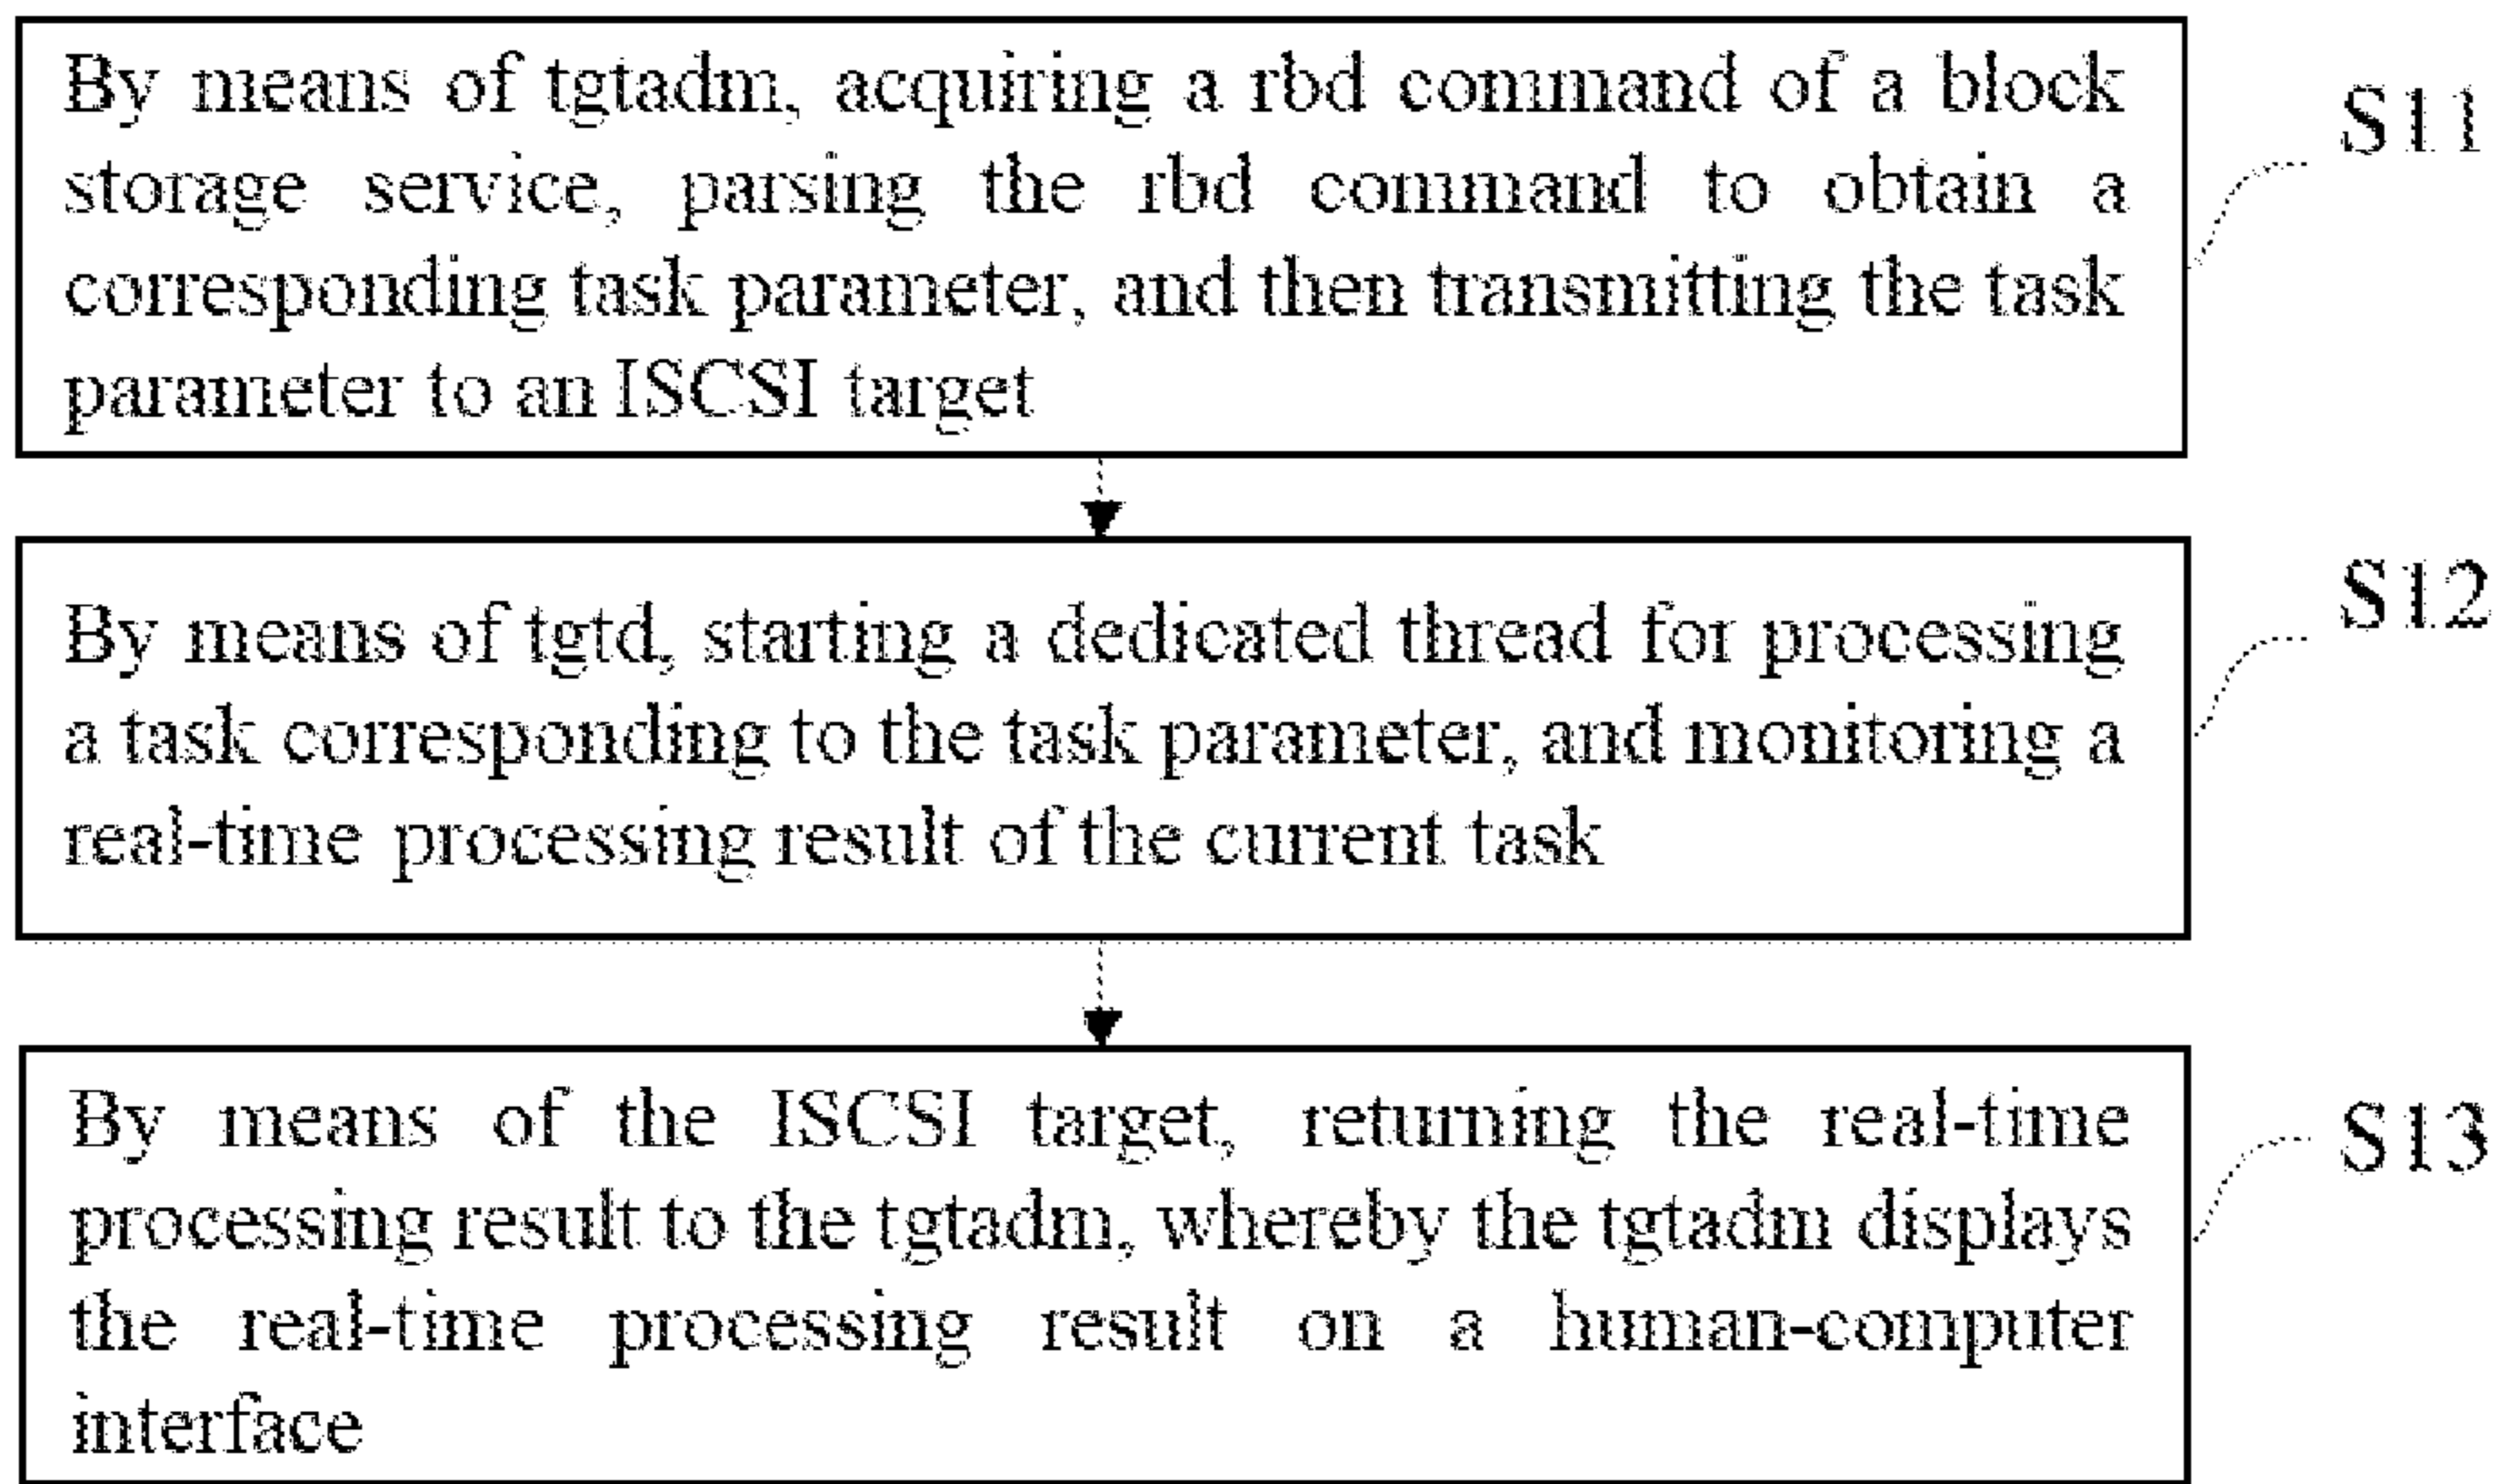 By means of tgtadm, acquiring a rbd command of a block
storage service, parsing the rbd command to obtain a
corresponding task parameter, and then transmitting the task
parameter to an ISCSI target
S11
By means of tgtd, starting a dedicated thread for processing
a task corresponding to the task parameter, and monitoring a
real-time processing result of the current task
S12
By means of the ISCSI target, returning the real-time
processing result to the tgtadm, whereby the tgtadm displays
the real-time processing result on a human-computer
interface
S13